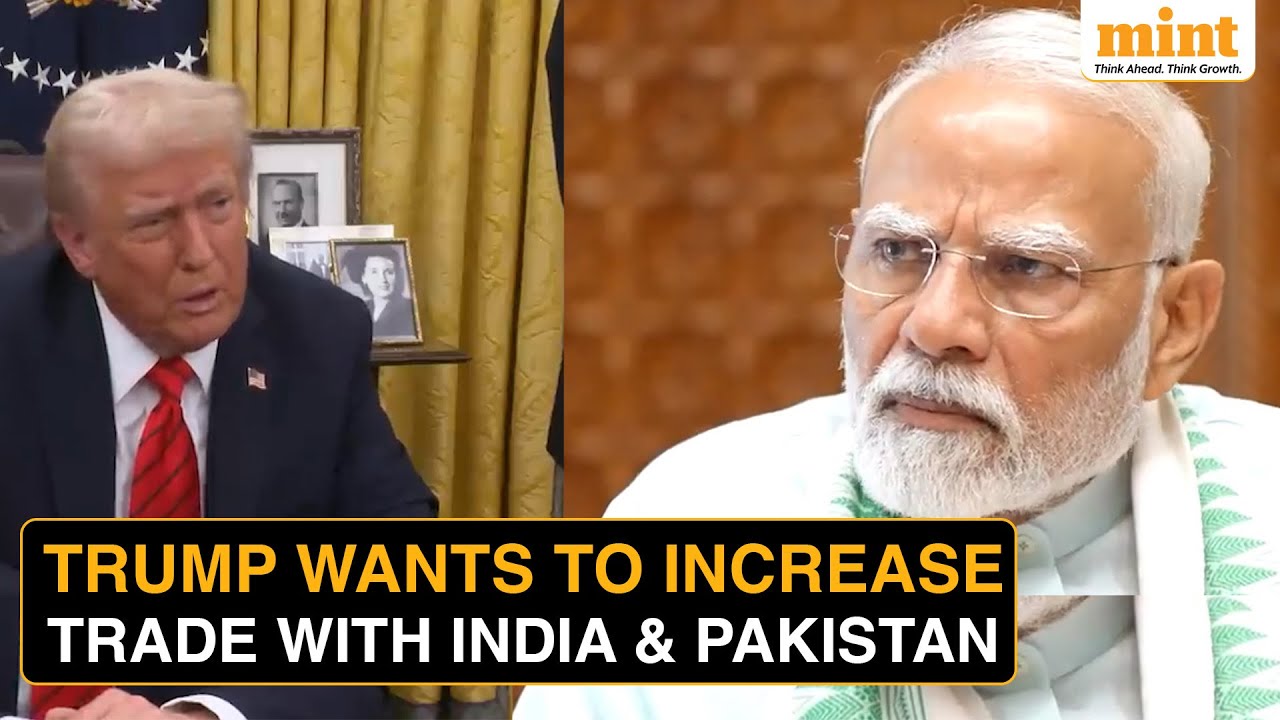 mint
Think Ahead. Think Growth.
TRUMP WANTS TO INCREASE
TRADE WITH INDIA & PAKISTAN